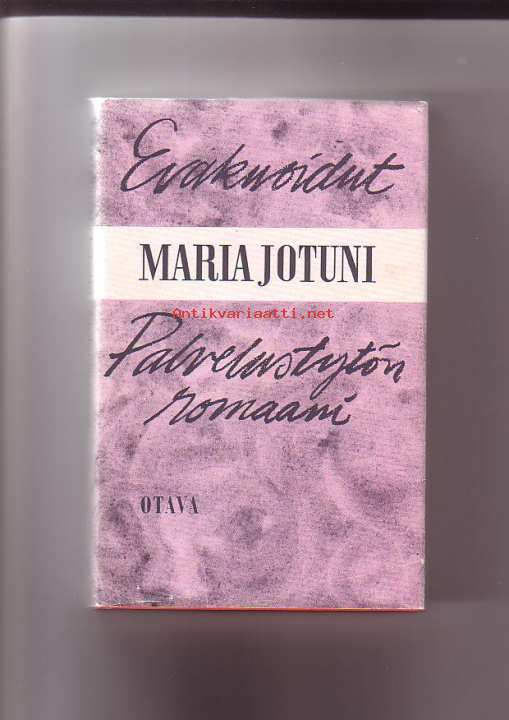 Evakuoidut
MARIA JOTUNI
Antikvariaatti.net
Palvelustytön
romaani
OTAVA